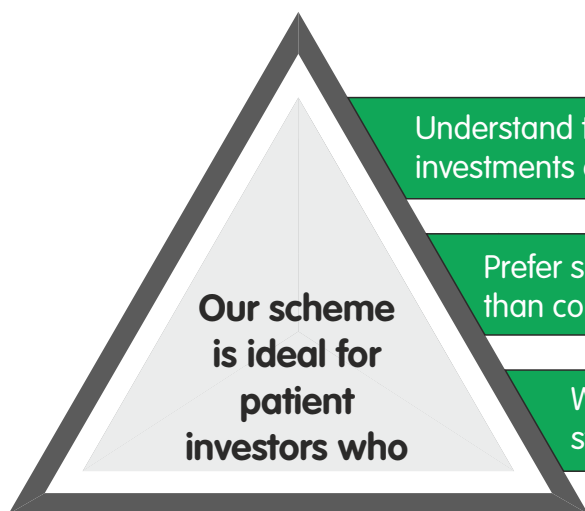 Understand
investments
Prefer
than
Our scheme
is ideal for
patient
investors who